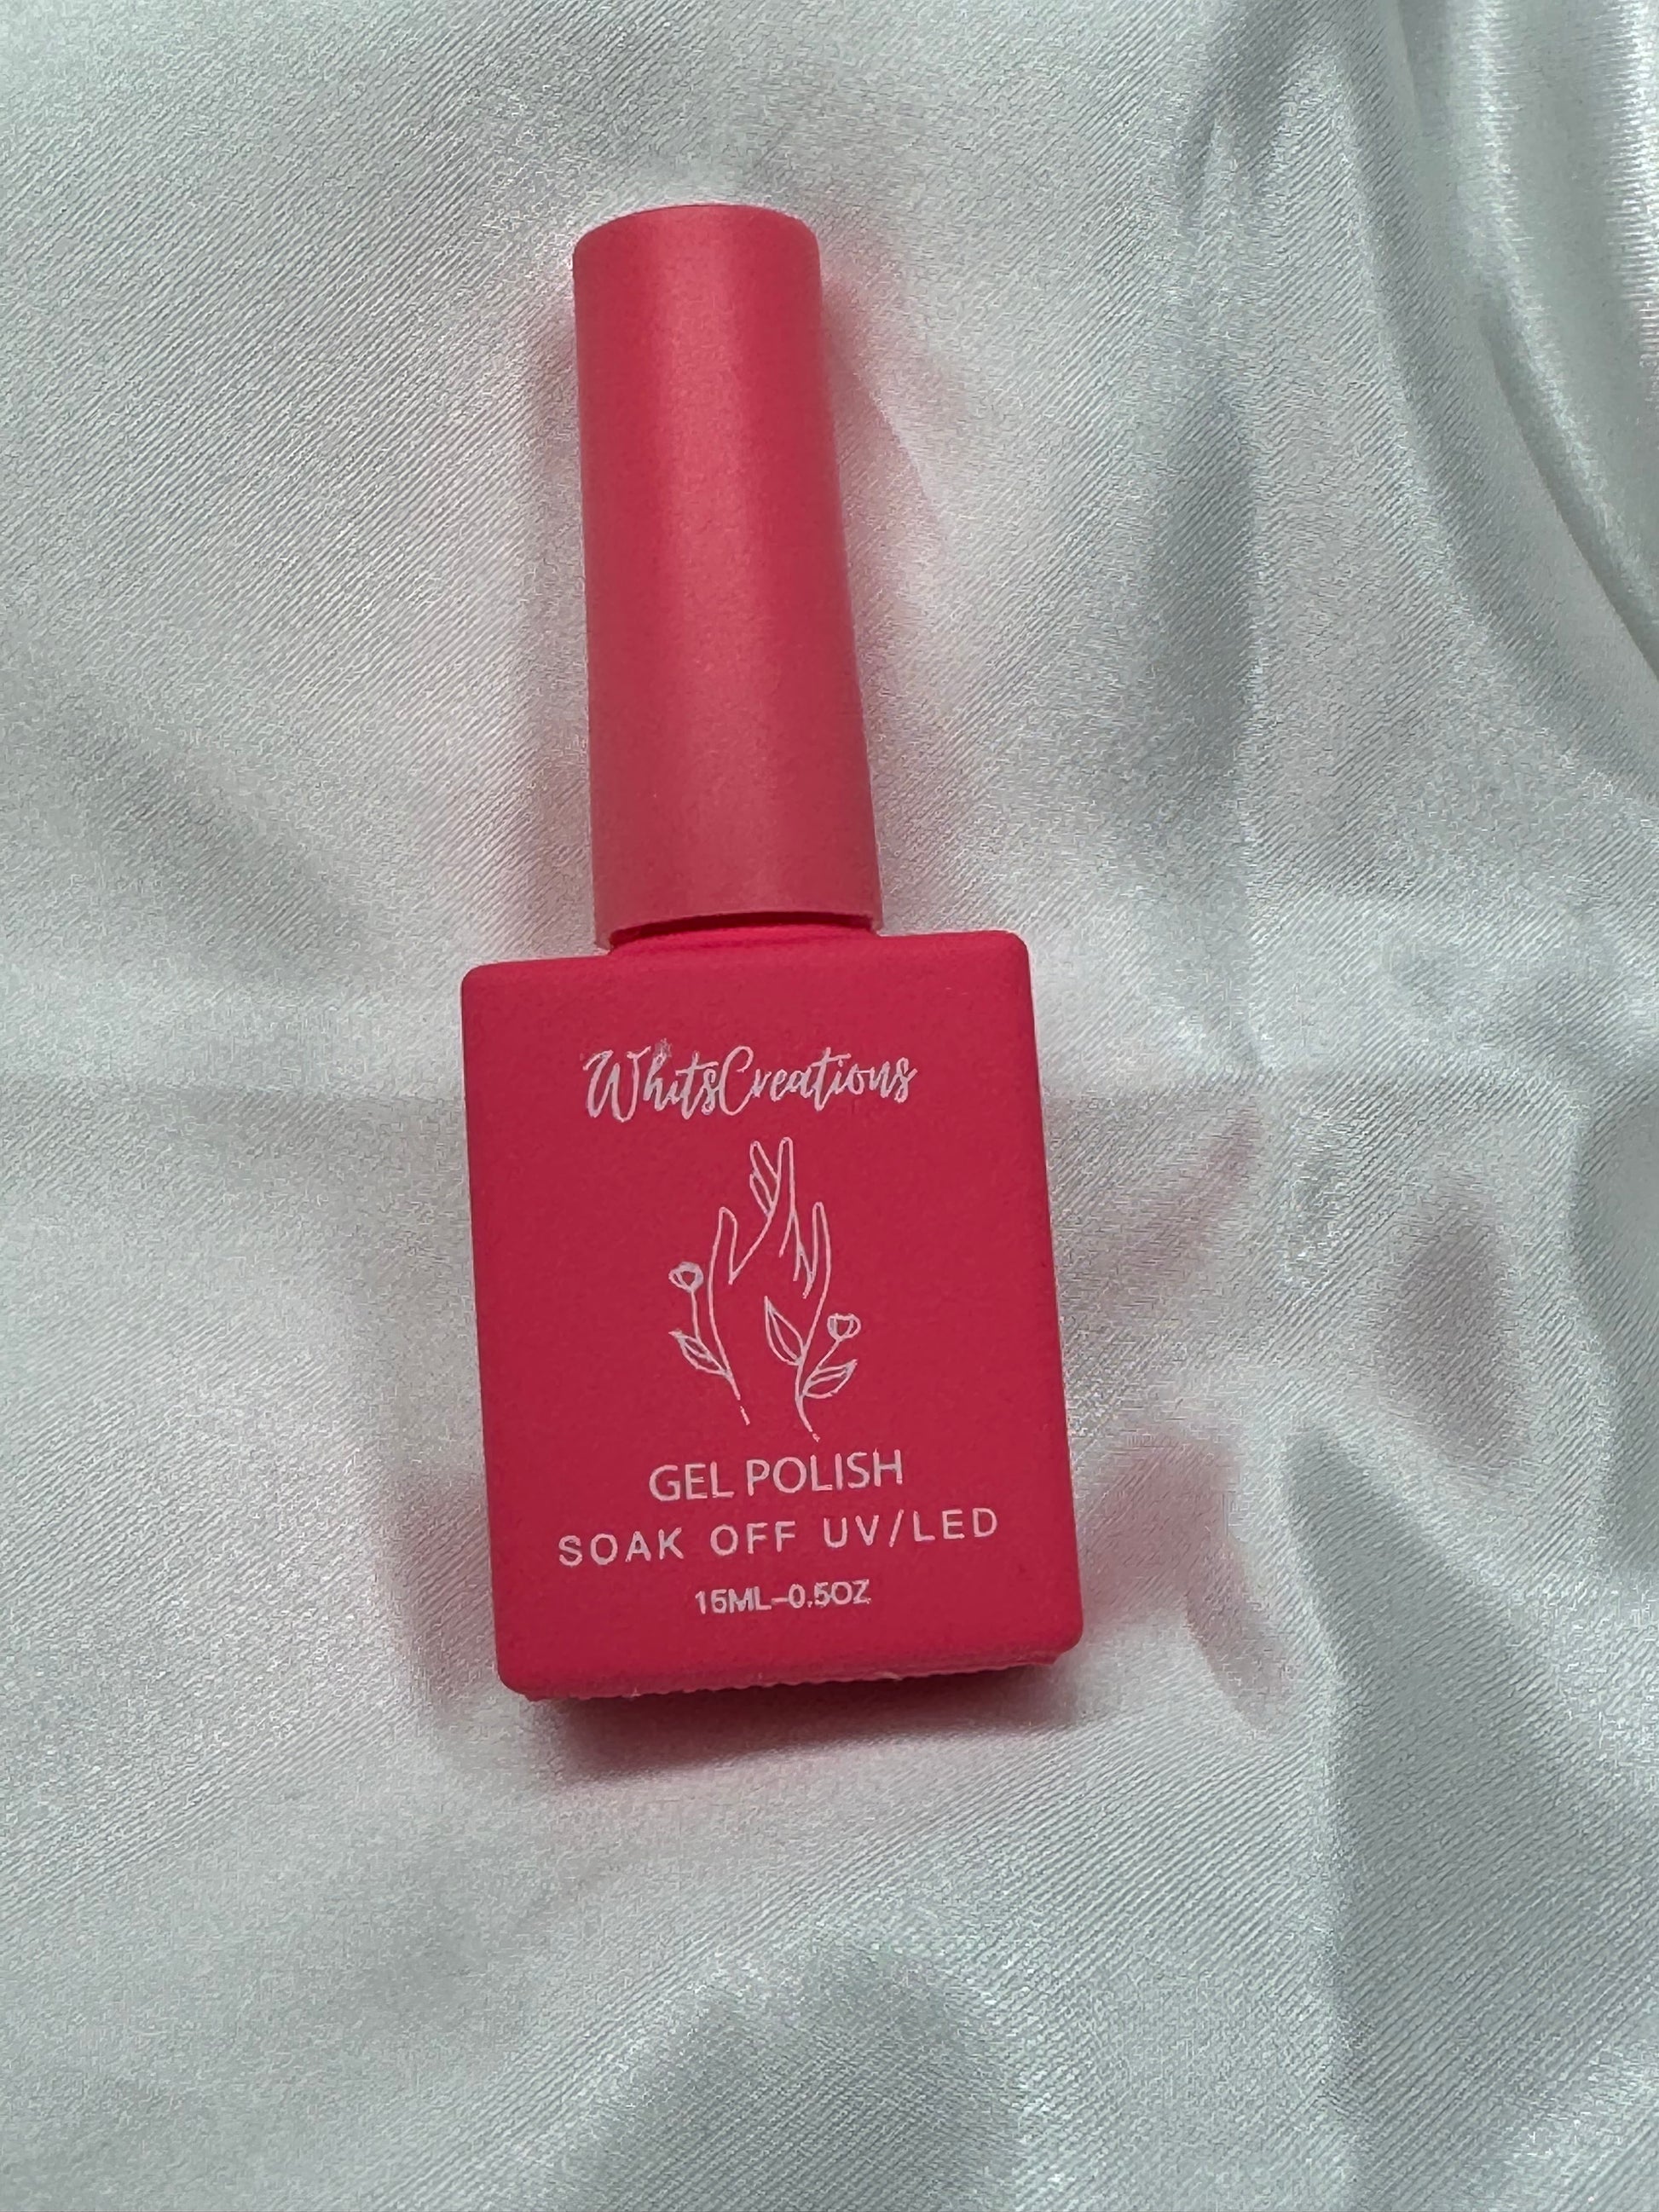 WhitsCreations
GEL POLISH
SOAK OFF UV/LED
15ML-0.5OZ